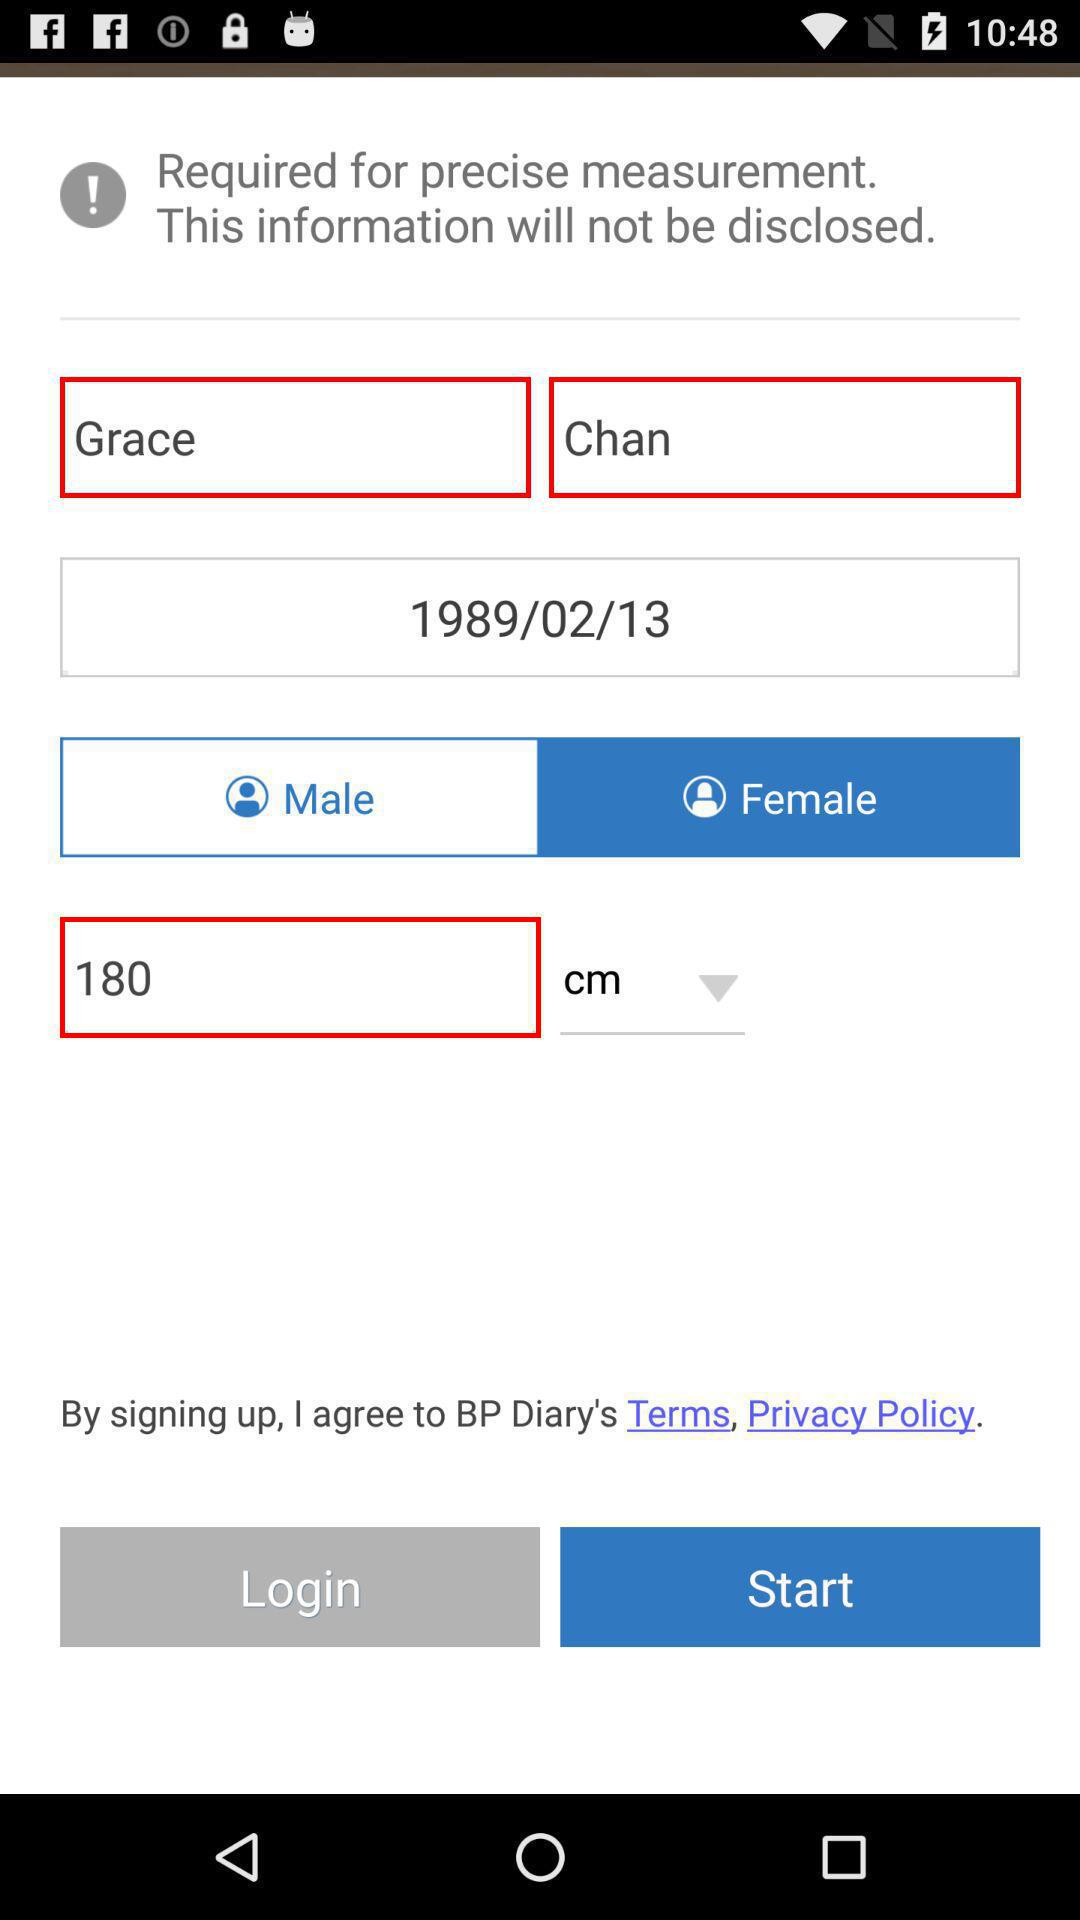 10:48
Required for precise measurement.
This information will not be disclosed.
Grace Chan
1989/02/13
Male Female
180 cm
By signing up, I agree to BP Diary's Terms, Privacy Policy.
Login Start